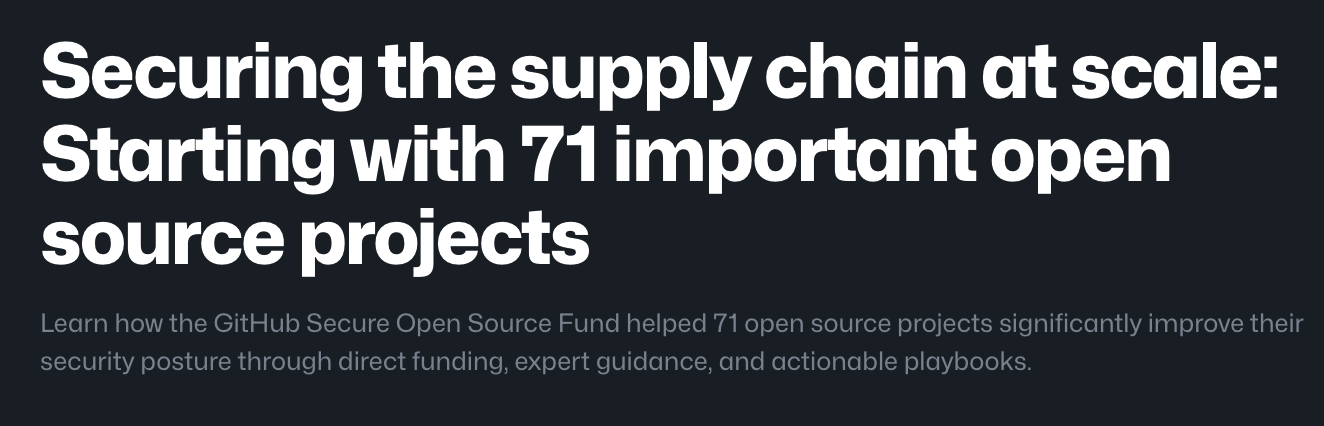 Securing the supply chain at scale:
Starting with 71 important open
source projects
Learn how the GitHub Secure Open Source Fund helped 71 open source projects significantly improve their
security posture through direct funding, expert guidance, and actionable playbooks.